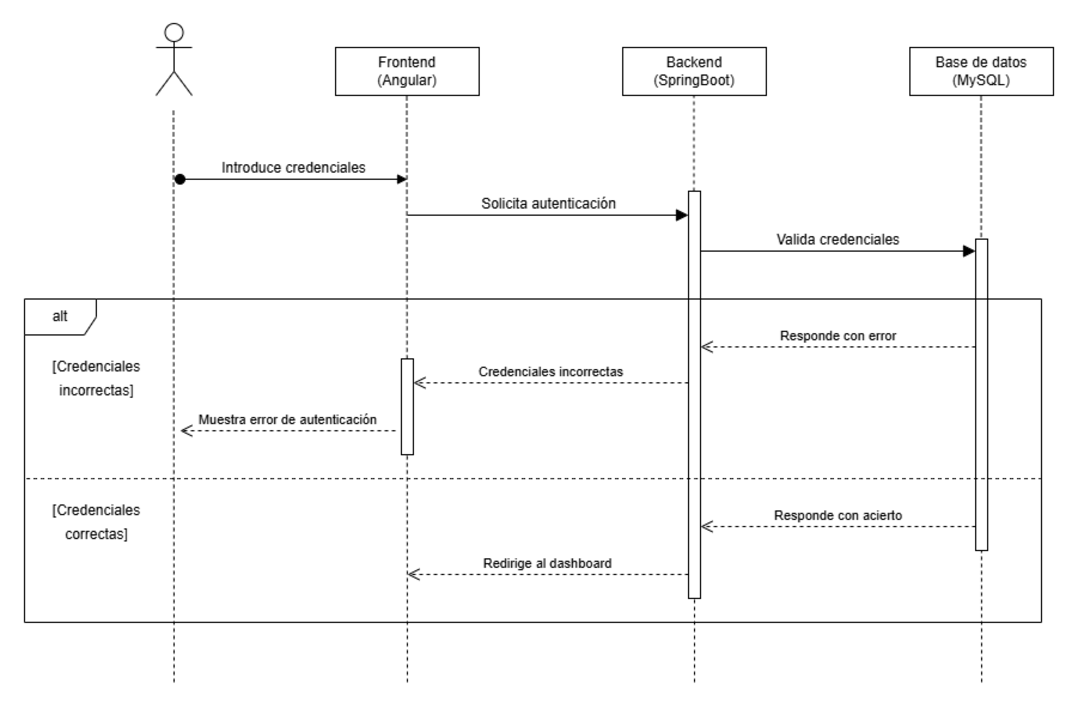 Frontend
(Angular)
Backend
(SpringBoot)
Base de datos
(MySQL)
Introduce credenciales
Solicita autenticación
Valida credenciales
alt
Responde con error
[Credenciales
incorrectas]
Credenciales incorrectas
Muestra error de autenticación
[Credenciales
correctas]
Responde con acierto
Redirige al dashboard